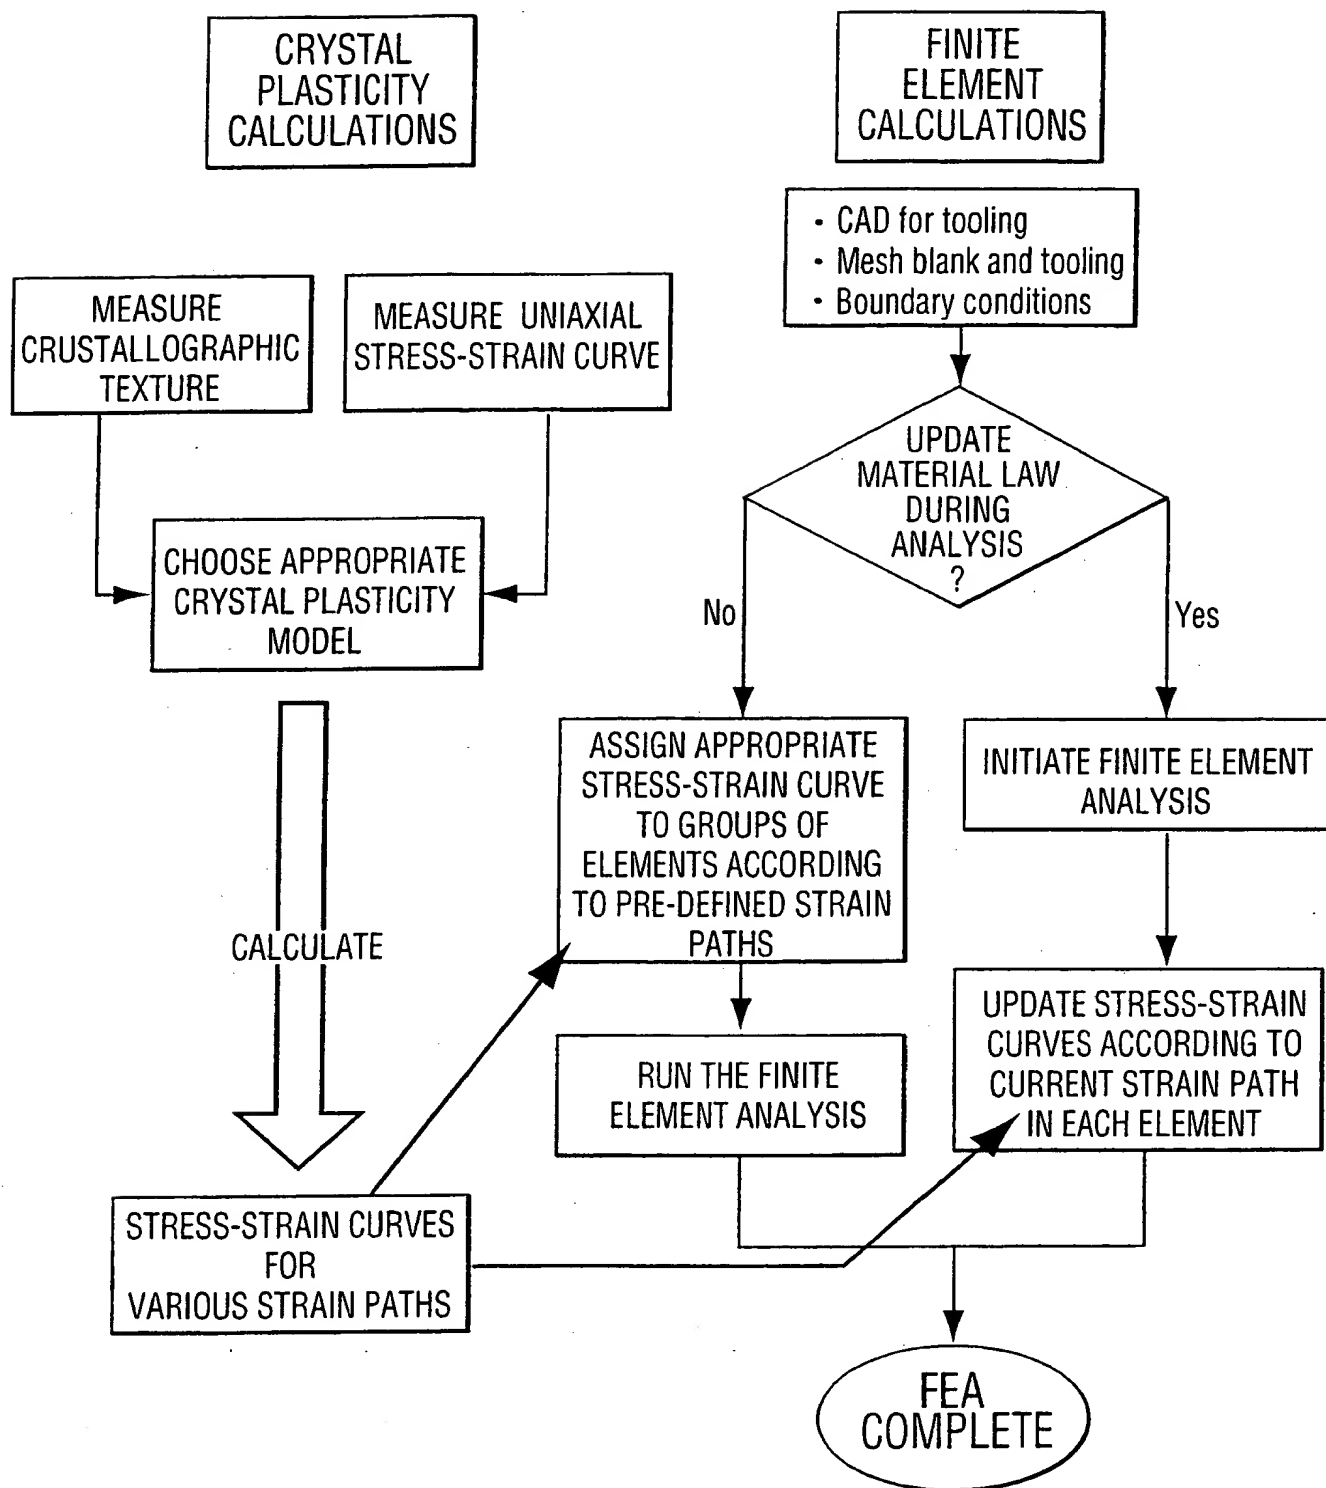 CRYSTAL
PLASTICITY
CALCULATIONS
FINITE
ELEMENT
CALCULATIONS
· CAD for tooling
· Mesh blank and tooling
· Boundary conditions
MEASURE
CRUSTALLOGRAPHIC
TEXTURE
MEASURE UNIAXIAL
STRESS-STRAIN CURVE
UPDATE
MATERIAL LAW
DURING
ANALYSIS
?
CHOOSE APPROPRIATE
CRYSTAL PLASTICITY
MODEL
No
Yes
ASSIGN APPROPRIATE
STRESS-STRAIN CURVE
TO GROUPS OF
ELEMENTS ACCORDING
TO PRE-DEFINED STRAIN
PATHS
INITIATE FINITE ELEMENT
ANALYSIS
CALCULATE
RUN THE FINITE
ELEMENT ANALYSIS
UPDATE STRESS-STRAIN
CURVES ACCORDING TO
CURRENT STRAIN PATH
IN EACH ELEMENT
STRESS-STRAIN CURVES
FOR
VARIOUS STRAIN PATHS
FEA
COMPLETE